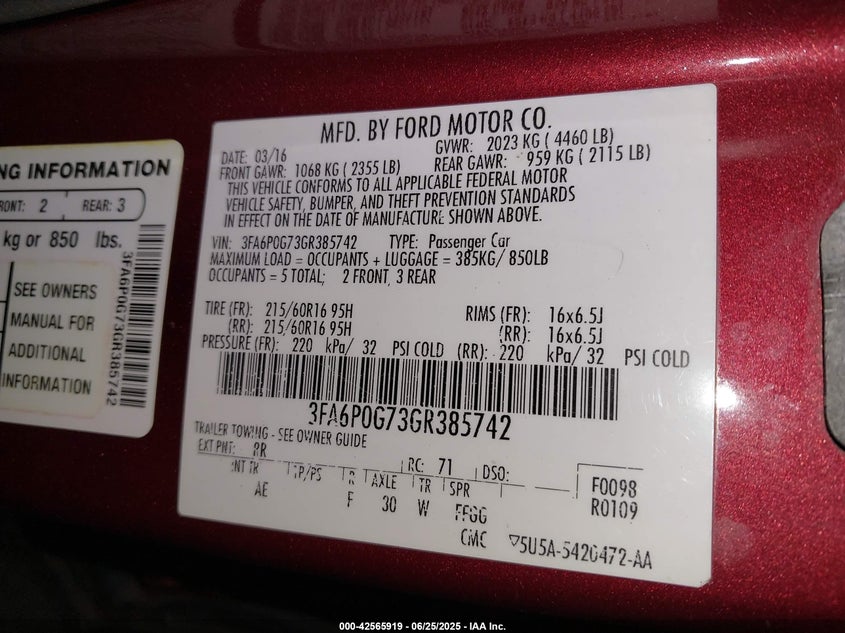 NG INFORMATION
RONT: 2 REAR: 3
kg or 850 lbs.
SEE OWNERS
MANUAL FOR
ADDITIONAL
INFORMATION
3FA6P0G73GR385742
MFD. BY FORD MOTOR CO.
DATE: 03/16 GVWR: 2023 KG ( 4460 LB)
FRONT GAWR: 1068 KG ( 2355 LB) REAR GAWR: 959 KG ( 2115 LB)
THIS VEHICLE CONFORMS TO ALL APPLICABLE FEDERAL MOTOR
VEHICLE SAFETY, BUMPER, AND THEFT PREVENTION STANDARDS
IN EFFECT ON THE DATE OF MANUFACTURE SHOWN ABOVE.
VIN: 3FA6P0G73GR385742 TYPE: Passenger Car
MAXIMUM LOAD = OCCUPANTS + LUGGAGE = 385KG/ 850LB
OCCUPANTS = 5 TOTAL; 2 FRONT, 3 REAR
TIRE (FR): 215/60R16 95H RIMS (FR): 16x6.5J
(RR): 215/60R16 95H (RR): 16x6.5J
PRESSURE (FR): 220 kPa/ 32 PSI COLD (RR): 220 kPa/ 32 PSI COLD
3FA6P0G73GR385742
TRAILER TOWING - SEE OWNER GUIDE
EXT PNT: RR RC: 71 DSO:
INT TR TP/PS R AXLE TR SPR F0098
AE F 30 W FFGG R0109
CMC 5U5A-5420472-AA
000-42565919 / 06/25/2025 - IAA Inc.